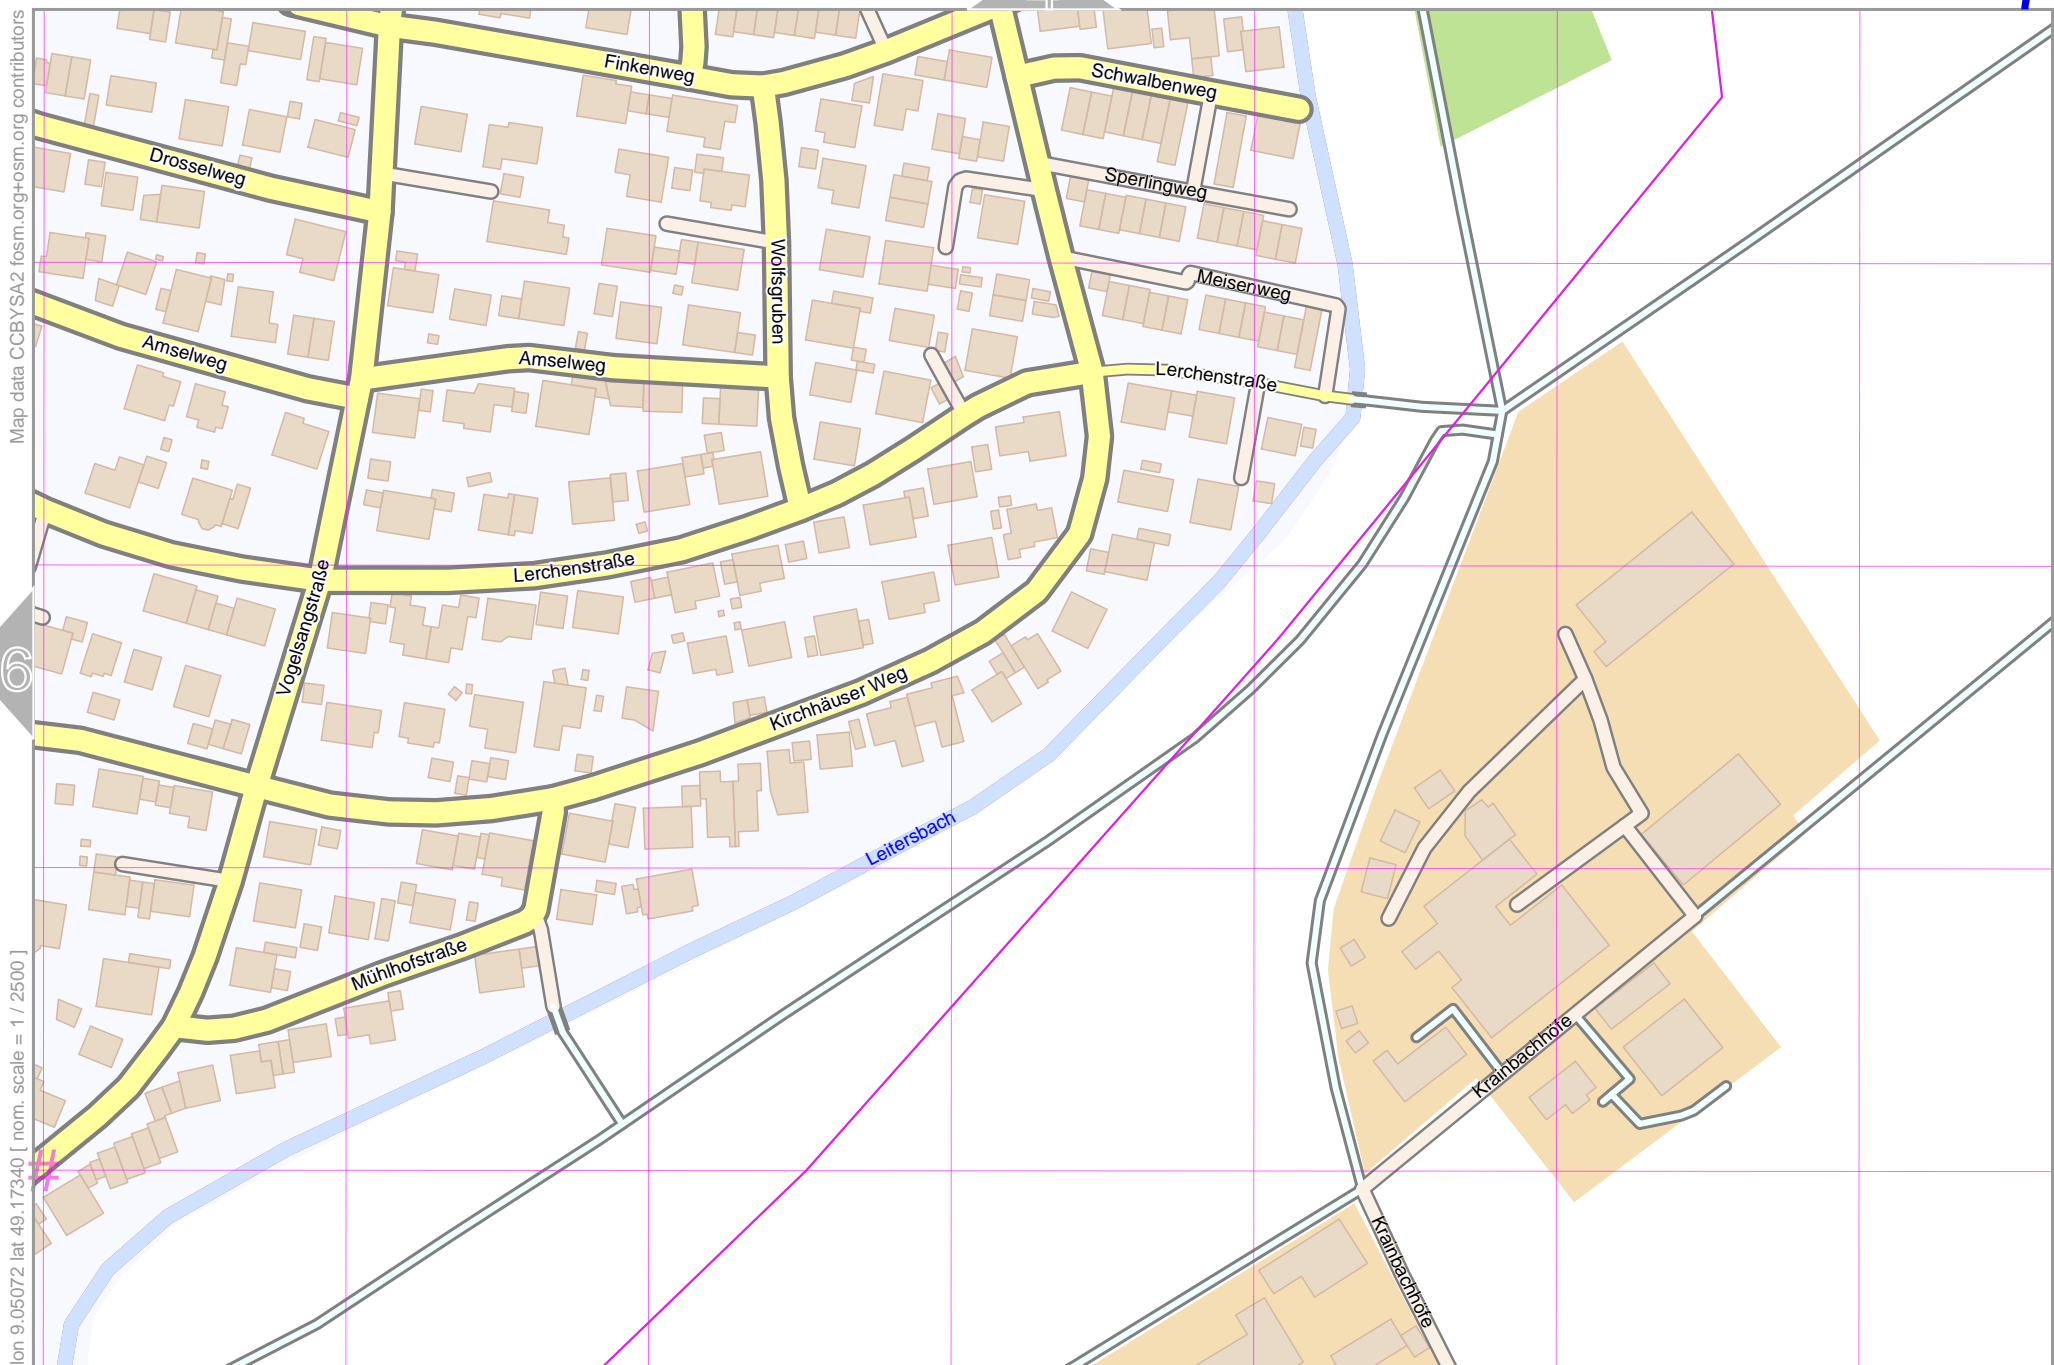 Map data CCBYSA2 fosm.org+osm.org contributors
Finkenweg
Schwalbenweg
Drosselweg
Sperlingweg
Wolfsgruben
Meisenweg
Amselweg
Amselweg
Lerchenstraße
Lerchenstraße
Vogelsangstraße
6
Kirchhäuser Weg
Leitersbach
Mühlhofstraße
Krainbachhöfe
Krainbachhöfe
#
lon 9.05072 lat 49.17340 [ nom. scale = 1 / 2500 ]